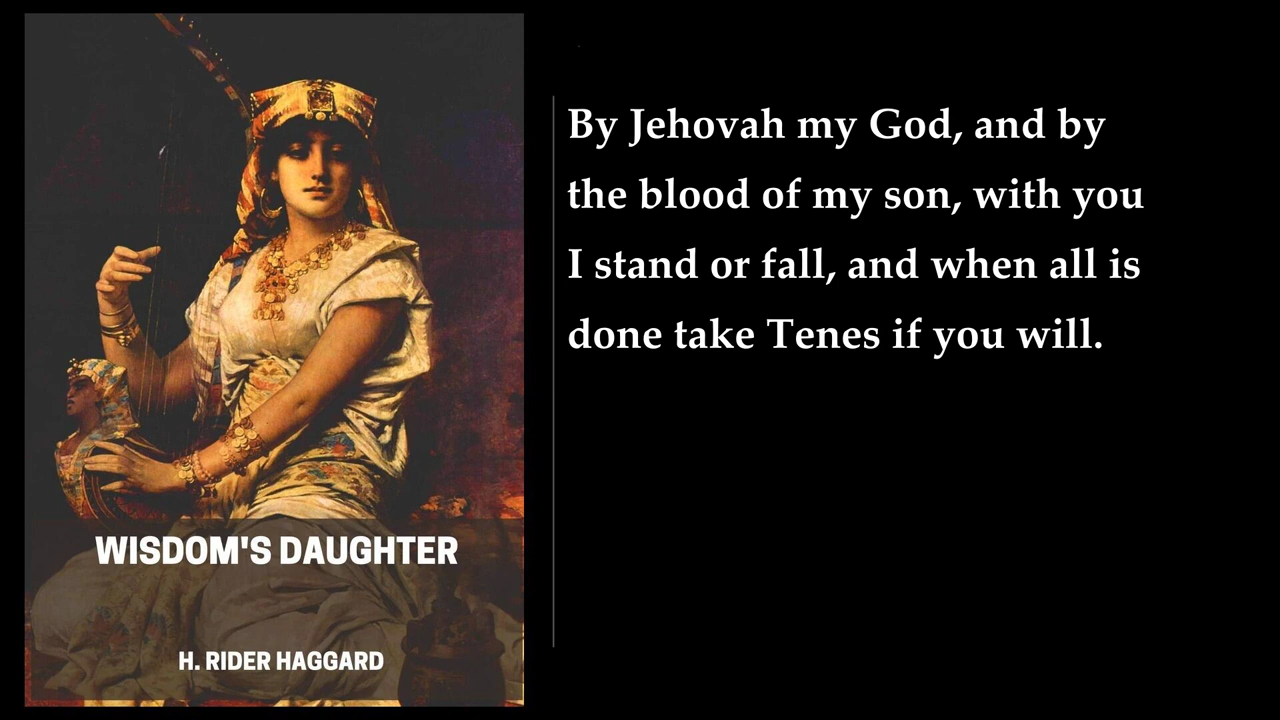 WISDOM'S DAUGHTER
H. RIDER HAGGARD
By Jehovah my God, and by
the blood of my son, with you
I stand or fall, and when all is
done take Tenes if you will.